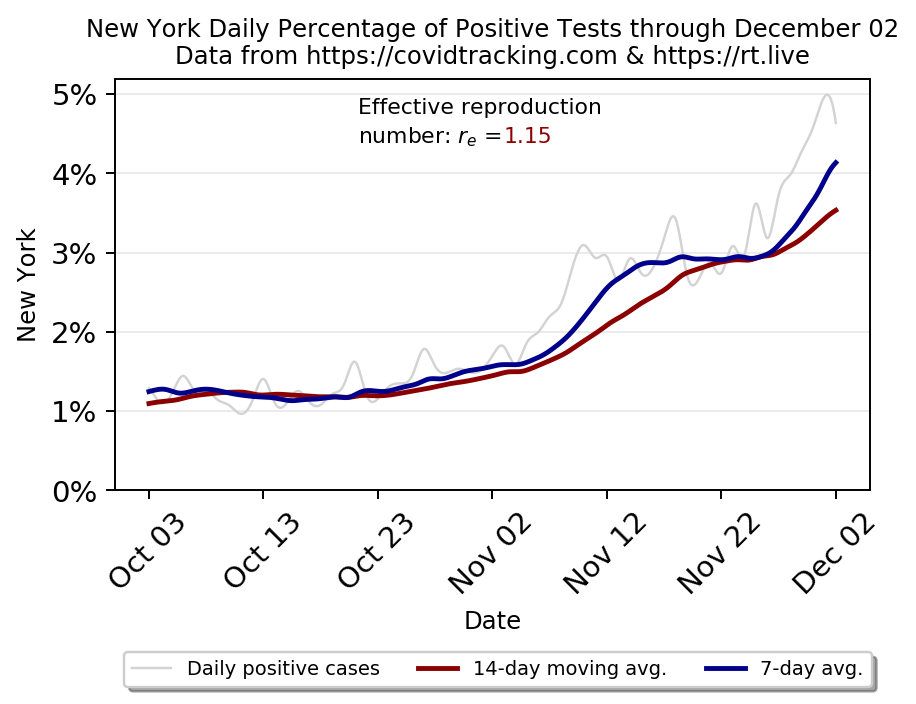 New York Daily Percentage of Positive Tests through December 02
Data from https://covidtracking.com & https://rt.live
Effective reproduction
number: rₑ =1.15
5%
4%
3%
2%
1%
0%
New York
Oct 03
Oct 13
Oct 23
Nov 02
Nov 12
Nov 22
Dec 02
Date
Daily positive cases
14-day moving avg.
7-day avg.